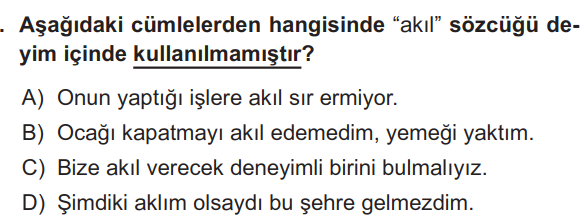 . Aşağıdaki cümlelerden hangisinde “akıl” sözcüğü de-
yim içinde kullanılmamıştır?
A) Onun yaptığı işlere akıl sır ermiyor.
B) Ocağı kapatmayı akıl edemedim, yemeği yaktım.
C) Bize akıl verecek deneyimli birini bulmalıyız.
D) Şimdiki aklım olsaydı bu şehre gelmezdim.